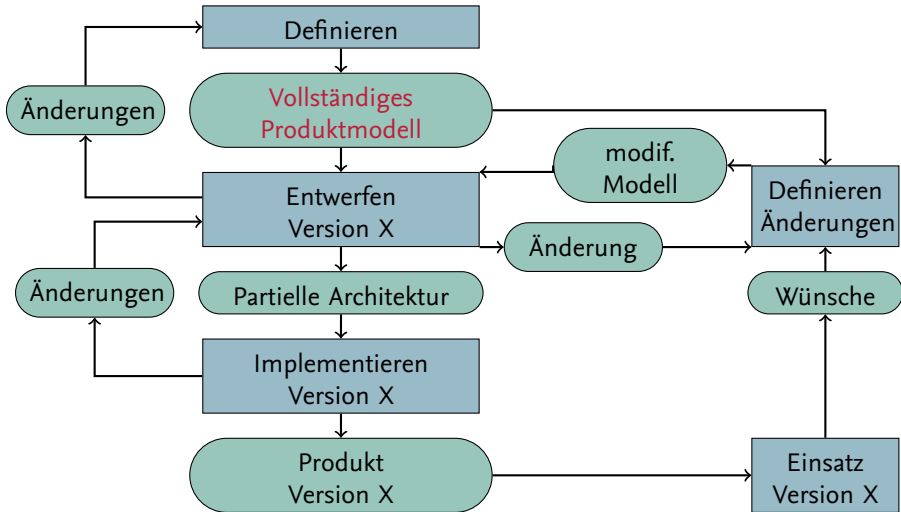 Definieren
Änderungen
Vollständiges
Produktmodell
modif.
Modell
Entwerfen
Version X
Definieren
Änderungen
Änderung
Änderungen
Partielle Architektur
Wünsche
Implementieren
Version X
Produkt
Version X
Einsatz
Version X